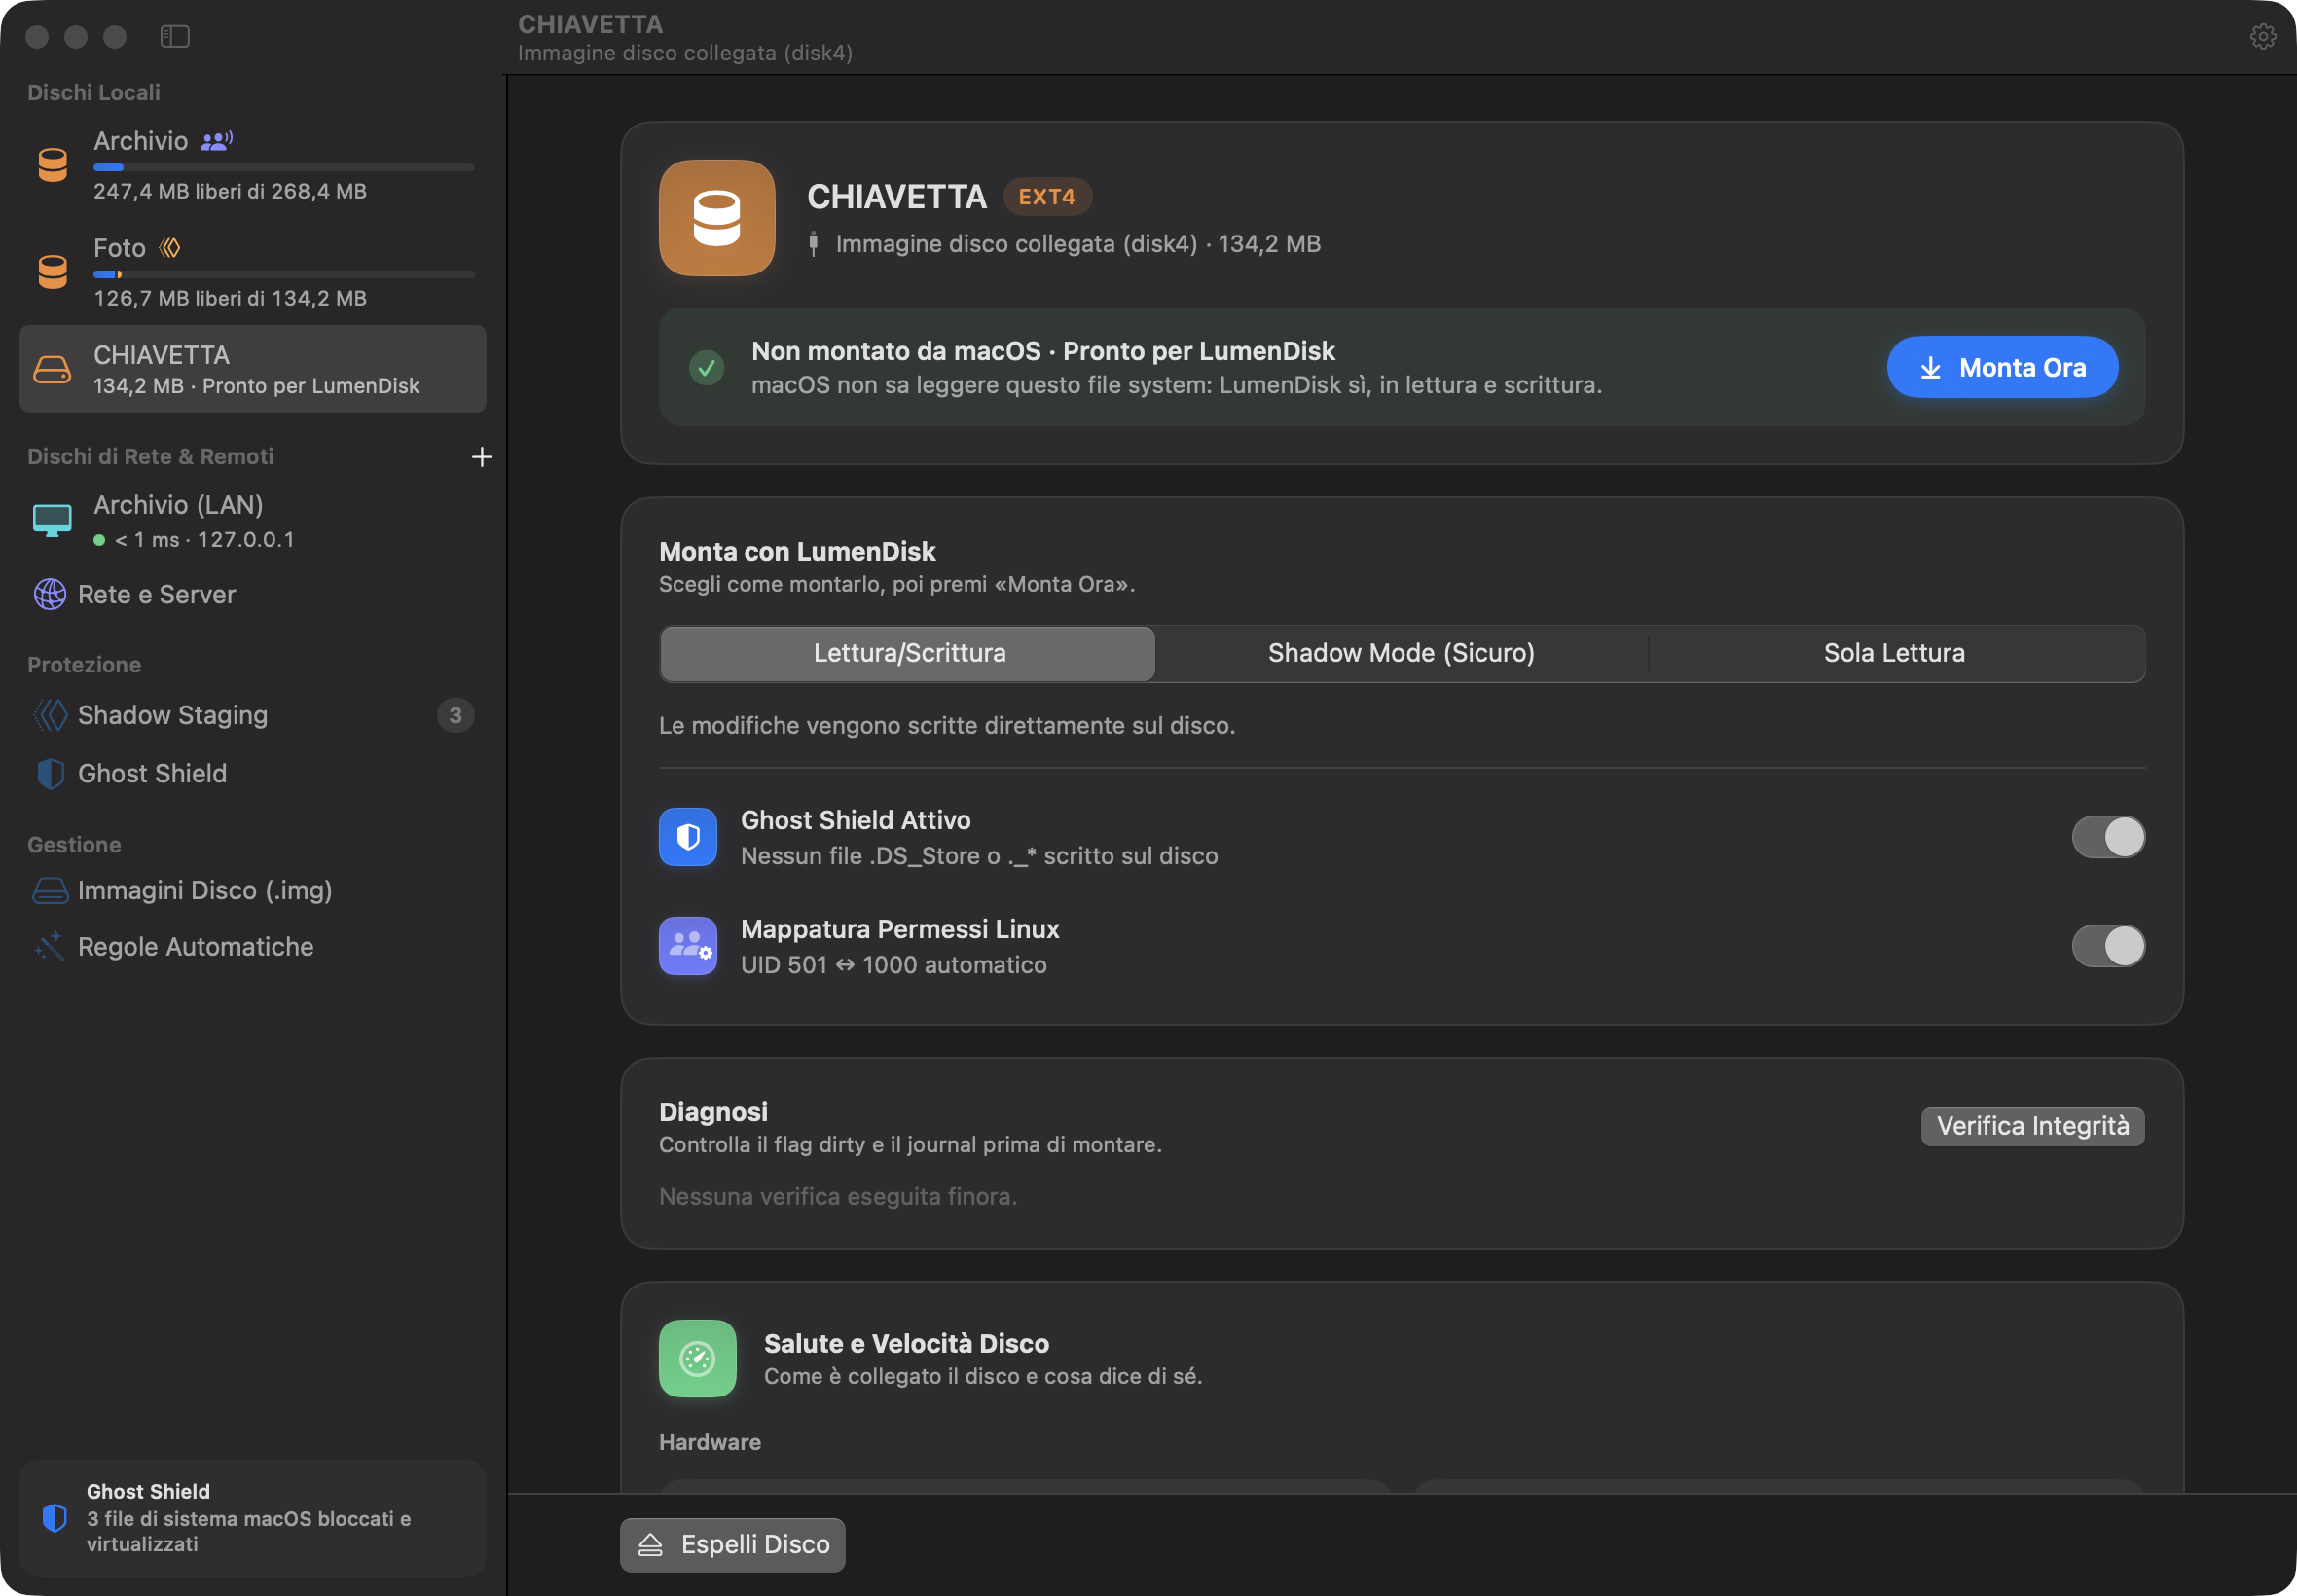 CHIAVETTA
Immagine disco collegata (disk4)
Dischi Locali
Archivio
247,4 MB liberi di 268,4 MB
Foto
126,7 MB liberi di 134,2 MB
CHIAVETTA
134,2 MB · Pronto per LumenDisk
Dischi di Rete & Remoti
Archivio (LAN)
< 1 ms · 127.0.0.1
Rete e Server
Protezione
Shadow Staging
3
Ghost Shield
Gestione
Immagini Disco (.img)
Regole Automatiche
Ghost Shield
3 file di sistema macOS bloccati e
virtualizzati
CHIAVETTA EXT4
Immagine disco collegata (disk4) · 134,2 MB
Non montato da macOS · Pronto per LumenDisk
macOS non sa leggere questo file system: LumenDisk sì, in lettura e scrittura.
Monta Ora
Monta con LumenDisk
Scegli come montarlo, poi premi «Monta Ora».
Lettura/Scrittura
Shadow Mode (Sicuro)
Sola Lettura
Le modifiche vengono scritte direttamente sul disco.
Ghost Shield Attivo
Nessun file .DS_Store o ._* scritto sul disco
Mappatura Permessi Linux
UID 501 ↔ 1000 automatico
Diagnosi
Controlla il flag dirty e il journal prima di montare.
Verifica Integrità
Nessuna verifica eseguita finora.
Salute e Velocità Disco
Come è collegato il disco e cosa dice di sé.
Hardware
Espelli Disco